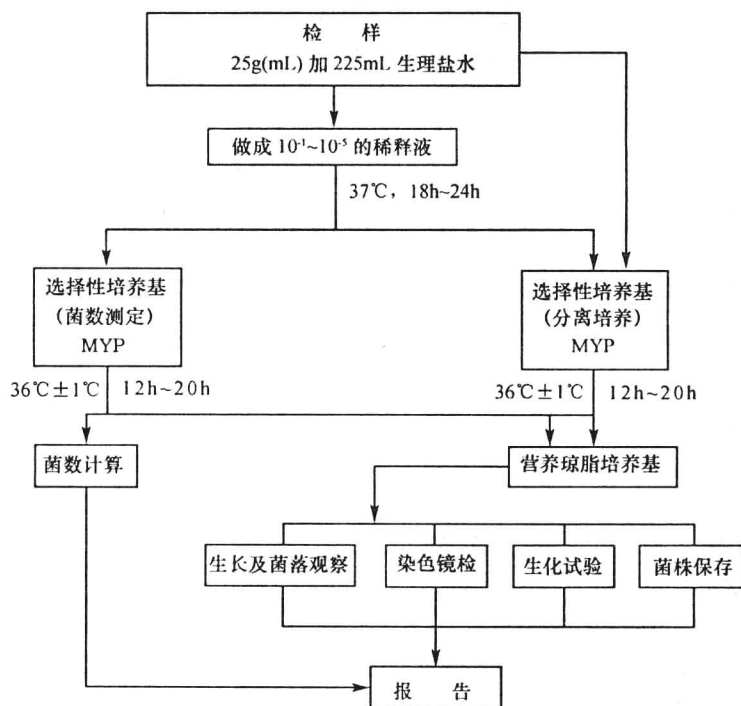 检 样
25g(mL)加 225mL 生理盐水
做成 10⁻¹~10⁻⁵ 的稀释液
37℃，18h~24h
选择性培养基
（菌数测定）
MYP
选择性培养基
（分离培养）
MYP
36℃±1℃ 12h~20h
36℃±1℃ 12h~20h
菌数计算
营养琼脂培养基
生长及菌落观察
染色镜检
生化试验
菌株保存
报 告